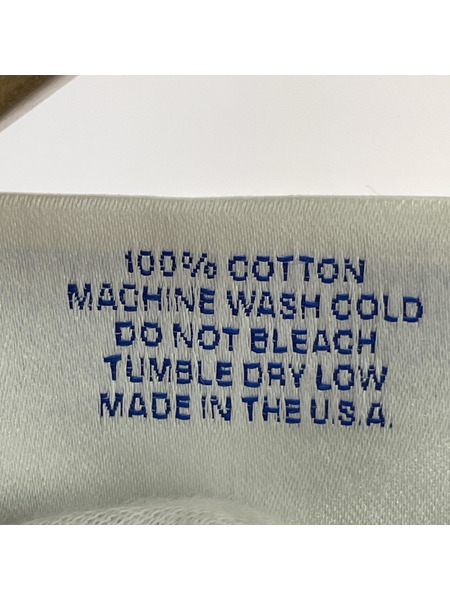 100% COTTON
MACHINE WASH COLD
DO NOT BLEACH
TUMBLE DRY LOW
MADE IN THE U.S.A.